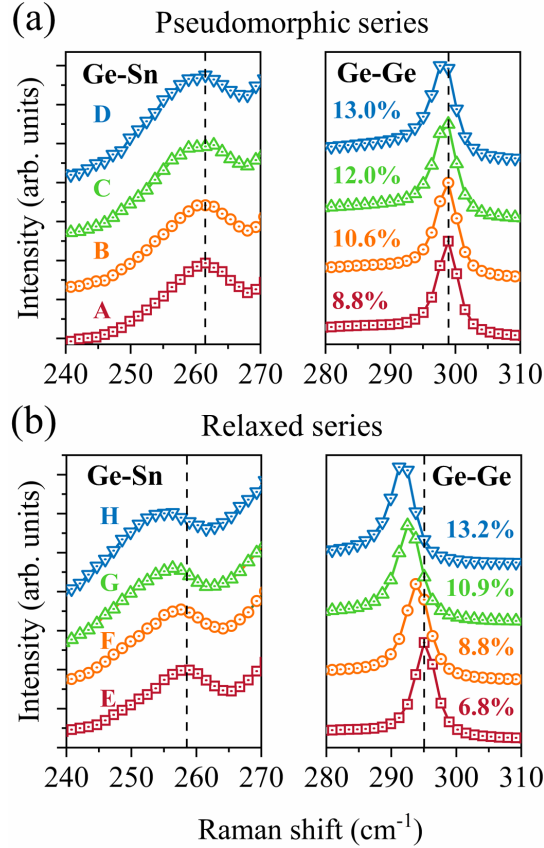 (a) Pseudomorphic series
Ge-Sn
Ge-Ge
D
C
B
A
13.0%
12.0%
10.6%
8.8%
Intensity (arb. units)
240 250 260 270
280 290 300 310
(b) Relaxed series
Ge-Sn
Ge-Ge
H
G
F
E
13.2%
10.9%
8.8%
6.8%
Intensity (arb. units)
240 250 260 270
280 290 300 310
Raman shift (cm⁻¹)